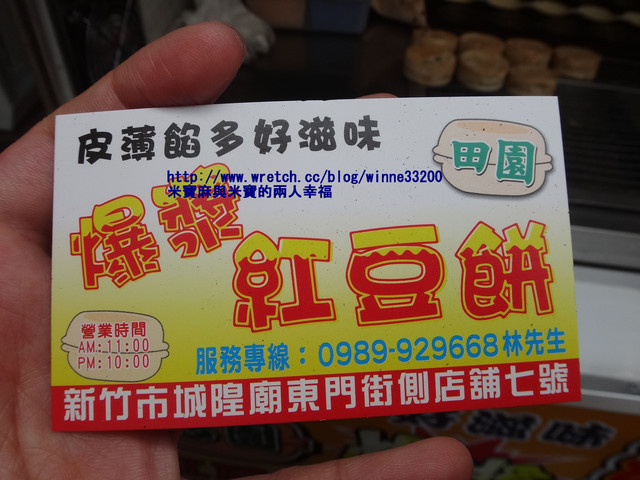 皮薄餡多好滋味
田園
http://www.wretch.cc/blog/winne33200
米寶麻與米寶的兩人幸福
爆漿
紅豆餅
營業時間
AM:11:00
PM:10:00
服務專線：0989-929668林先生
新竹市城隍廟東門街側店舖七號
好滋味